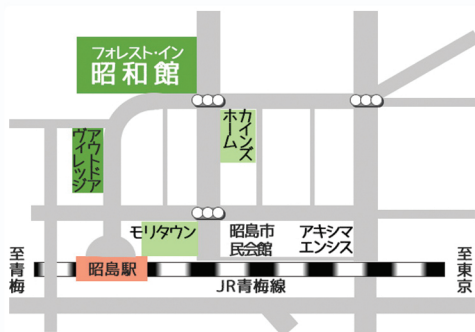 フォレスト・イン
昭和館
カインズ
ホーム
アウトドア
ヴィレッジ
モリタウン
昭島市
民会館
アキシマ
エンシス
至青梅
昭島駅
至東京
JR青梅線